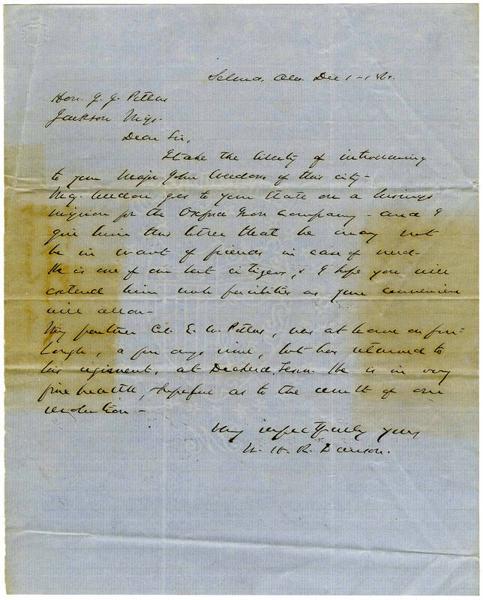 Selma, Ala. Dec 1 - 186
Hon. J. J. Pettus
Jackson Miss.
Dear Sir,
I take the liberty of introducing
to you Major John Weedon of this city -
Maj. Weedon goes to your State on a business
mission for the Oxford Iron Company - and I
give him this letter that he may not
be in want of friends in case of need.
He is one of our best citizens, & I hope you will
extend him such facilities as your convenience
will allow -
My partner Col. E. W. Pettus, was at home on fur-
lough, a few days since, but has returned to
his regiment, at Decherd, Tenn. He is in very
fine health, & hopeful as to the result of our
revolution -
Very respectfully yours
N. H. R. Dawson.